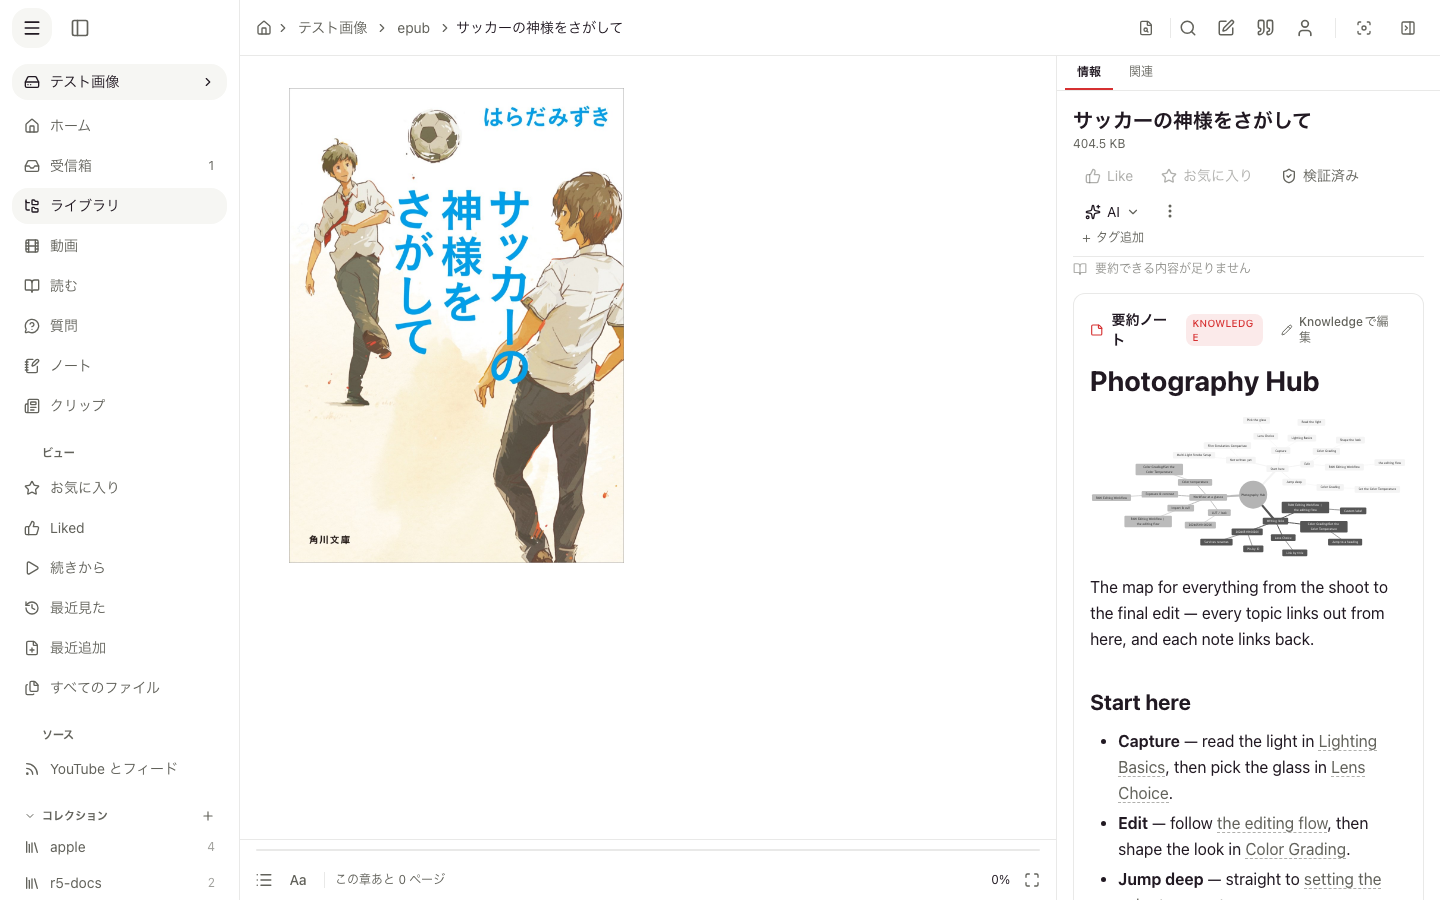 テスト画像
ホーム
受信箱 1
ライブラリ
動画
読む
質問
ノート
クリップ
ビュー
お気に入り
Liked
続きから
最近見た
最近追加
すべてのファイル
ソース
YouTube とフィード
コレクション
apple 4
r5-docs 2
テスト画像 epub サッカーの神様をさがして
はらだみずき
サッカーの
神様を
さがして
角川文庫
この章あと 0 ページ
Aa
0%
情報 関連
サッカーの神様をさがして
404.5 KB
Like お気に入り 検証済み
AI
+ タグ追加
要約できる内容が足りません
要約ノート
KNOWLEDGE
Knowledgeで編集
Photography Hub
The map for everything from the shoot to
the final edit — every topic links out from
here, and each note links back.
Start here
Capture — read the light in Lighting
Basics, then pick the glass in Lens
Choice.
Edit — follow the editing flow, then
shape the look in Color Grading.
Jump deep — straight to setting the